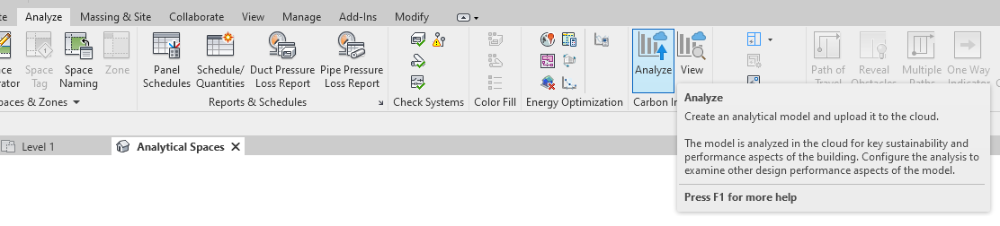 te Analyze Massing & Site Collaborate View Manage Add-Ins Modify
ce Space Space Zone Panel Schedule/ Duct Pressure Pipe Pressure Analyze View Path of Reveal Multiple One Way
rator Tag Naming Schedules Quantities Loss Report Loss Report Travel Obstacles Paths Indicator
paces & Zones Reports & Schedules Check Systems Color Fill Energy Optimization Carbon In
Level 1 Analytical Spaces
Analyze
Create an analytical model and upload it to the cloud.
The model is analyzed in the cloud for key sustainability and
performance aspects of the building. Configure the analysis to
examine other design performance aspects of the model.
Press F1 for more help